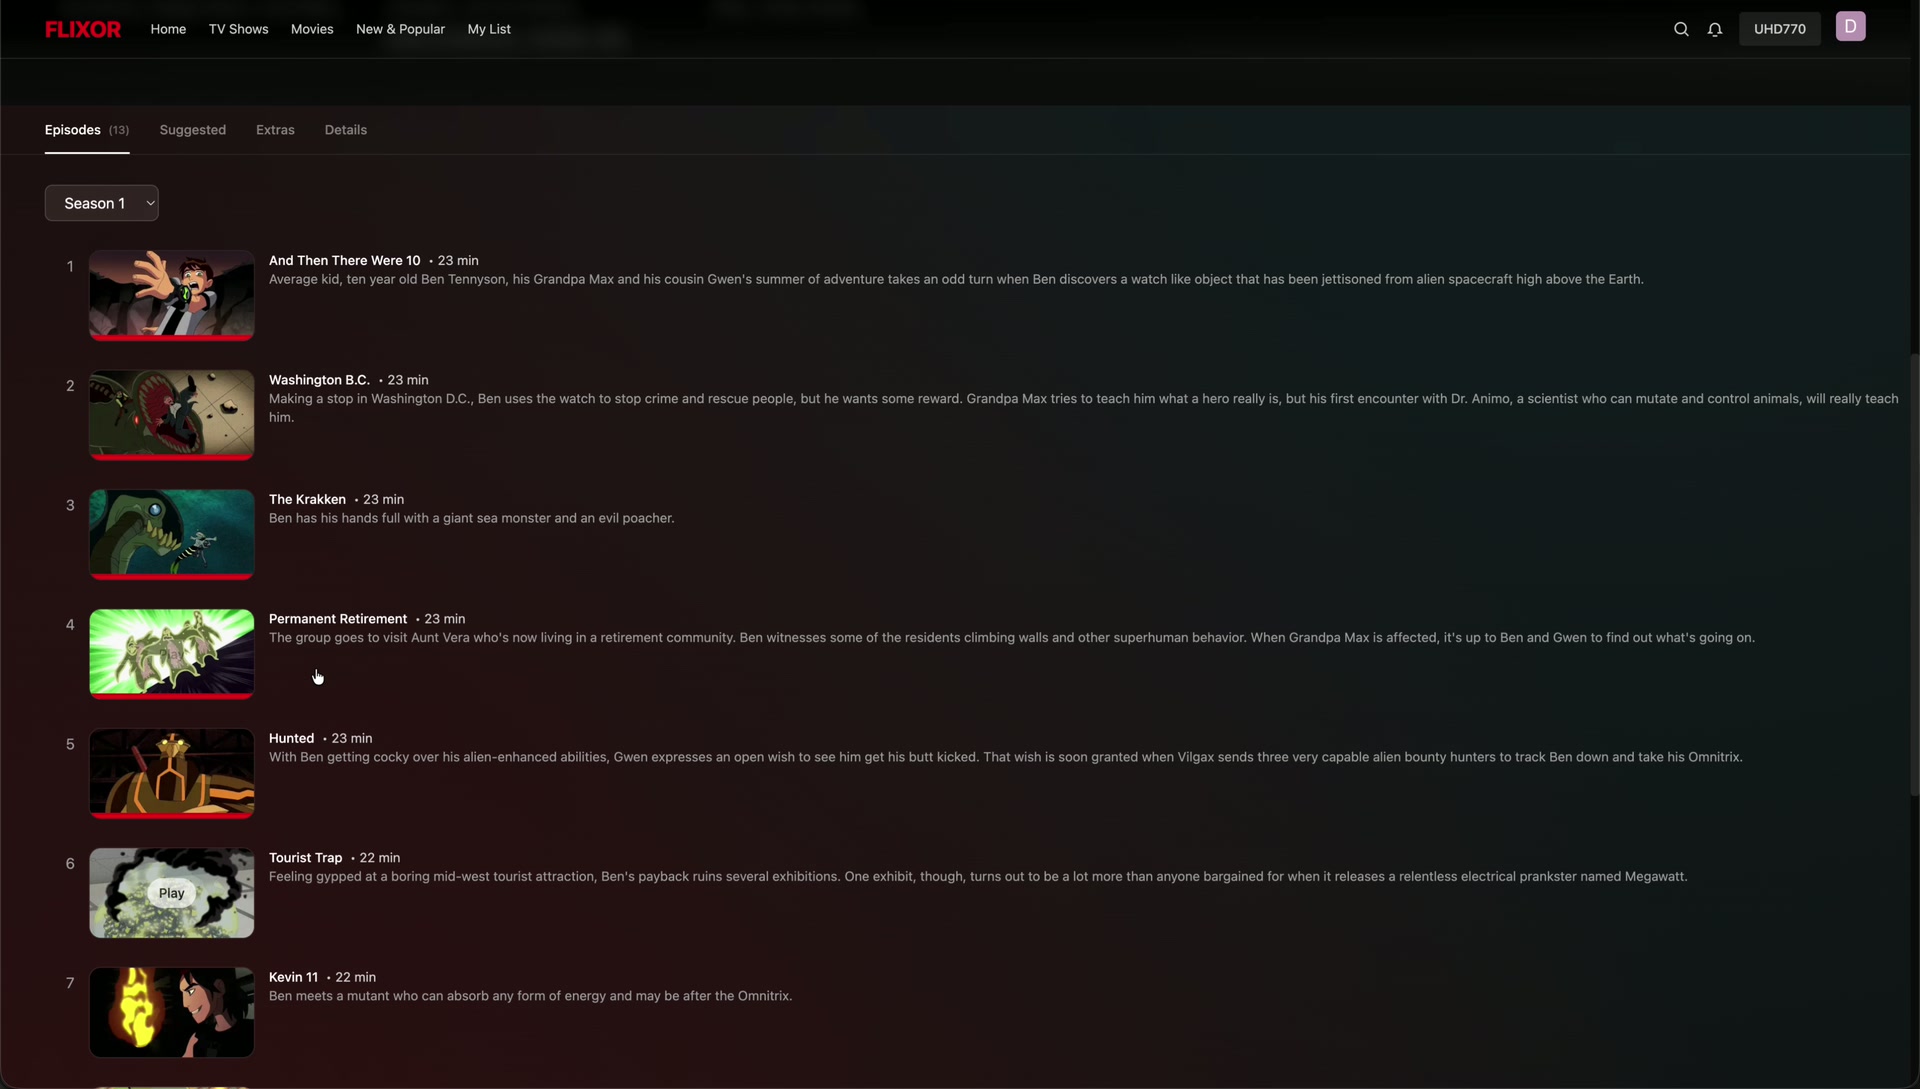 FLIXOR Home TV Shows Movies New & Popular My List UHD770 D
Episodes (13) Suggested Extras Details
Season 1
1 And Then There Were 10 • 23 min
Average kid, ten year old Ben Tennyson, his Grandpa Max and his cousin Gwen's summer of adventure takes an odd turn when Ben discovers a watch like object that has been jettisoned from alien spacecraft high above the Earth.
2 Washington B.C. • 23 min
Making a stop in Washington D.C., Ben uses the watch to stop crime and rescue people, but he wants some reward. Grandpa Max tries to teach him what a hero really is, but his first encounter with Dr. Animo, a scientist who can mutate and control animals, will really teach
him.
3 The Krakken • 23 min
Ben has his hands full with a giant sea monster and an evil poacher.
4 Permanent Retirement • 23 min
The group goes to visit Aunt Vera who's now living in a retirement community. Ben witnesses some of the residents climbing walls and other superhuman behavior. When Grandpa Max is affected, it's up to Ben and Gwen to find out what's going on.
Play
5 Hunted • 23 min
With Ben getting cocky over his alien-enhanced abilities, Gwen expresses an open wish to see him get his butt kicked. That wish is soon granted when Vilgax sends three very capable alien bounty hunters to track Ben down and take his Omnitrix.
6 Tourist Trap • 22 min
Feeling gypped at a boring mid-west tourist attraction, Ben's payback ruins several exhibitions. One exhibit, though, turns out to be a lot more than anyone bargained for when it releases a relentless electrical prankster named Megawatt.
Play
7 Kevin 11 • 22 min
Ben meets a mutant who can absorb any form of energy and may be after the Omnitrix.